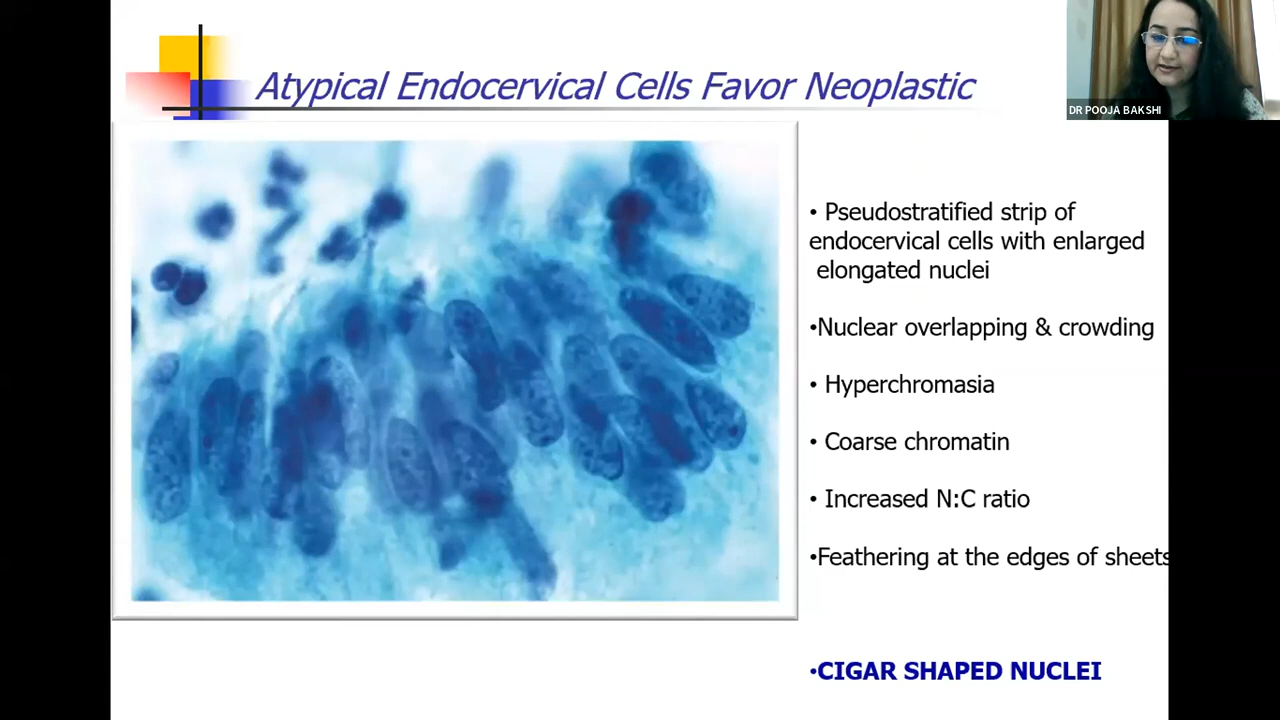 DR POOJA BAKSHI
Atypical Endocervical Cells Favor Neoplastic
• Pseudostratified strip of
endocervical cells with enlarged
elongated nuclei
•Nuclear overlapping & crowding
• Hyperchromasia
• Coarse chromatin
• Increased N:C ratio
•Feathering at the edges of sheets
•CIGAR SHAPED NUCLEI